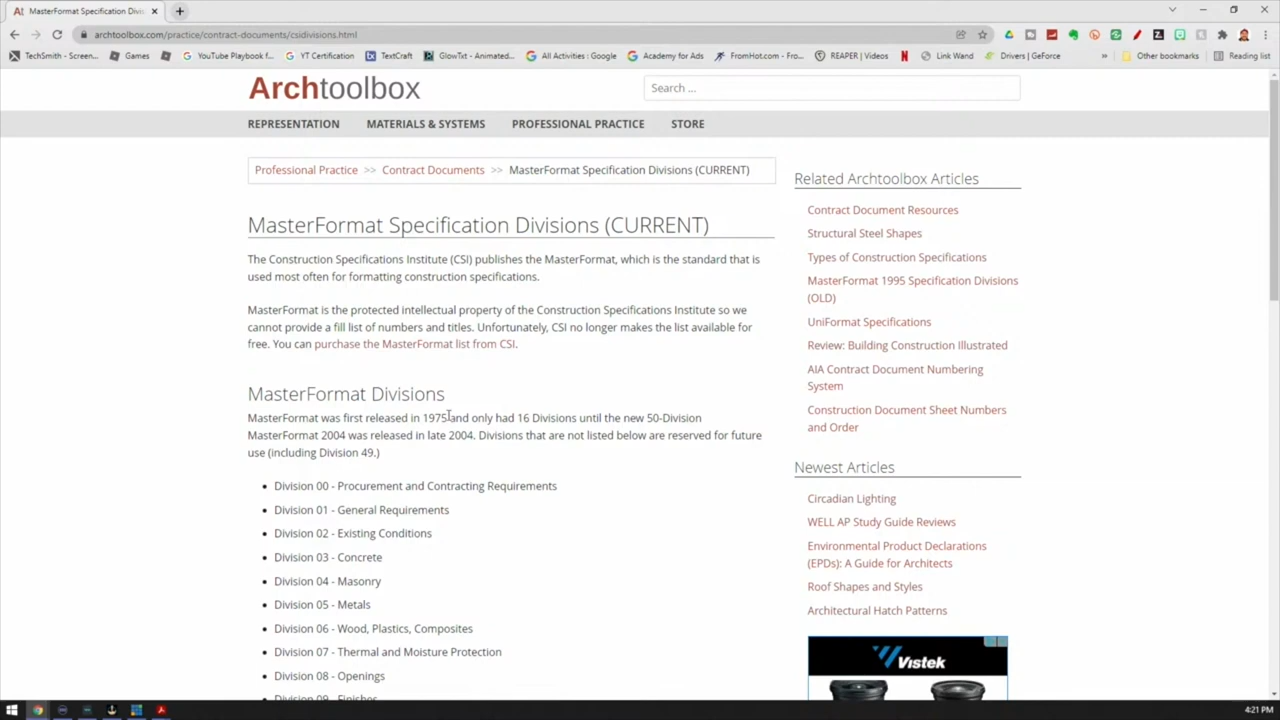 MasterFormat Specification Divis
archtoolbox.com/practice/contract-documents/csidivisions.html
TechSmith - Screen...
Games
YouTube Playbook f...
YT Certification
TextCraft
GlowTxt - Animated...
All Activities : Google
Academy for Ads
FromHot.com - Fro...
REAPER | Videos
Link Wand
Drivers | GeForce
»
Other bookmarks
Reading list
Archtoolbox
Search ...
REPRESENTATION MATERIALS & SYSTEMS PROFESSIONAL PRACTICE STORE
Professional Practice >> Contract Documents >> MasterFormat Specification Divisions (CURRENT)
MasterFormat Specification Divisions (CURRENT)
The Construction Specifications Institute (CSI) publishes the MasterFormat, which is the standard that is
used most often for formatting construction specifications.
MasterFormat is the protected intellectual property of the Construction Specifications Institute so we
cannot provide a fill list of numbers and titles. Unfortunately, CSI no longer makes the list available for
free. You can purchase the MasterFormat list from CSI.
MasterFormat Divisions
MasterFormat was first released in 1975 and only had 16 Divisions until the new 50-Division
MasterFormat 2004 was released in late 2004. Divisions that are not listed below are reserved for future
use (including Division 49.)
• Division 00 - Procurement and Contracting Requirements
• Division 01 - General Requirements
• Division 02 - Existing Conditions
• Division 03 - Concrete
• Division 04 - Masonry
• Division 05 - Metals
• Division 06 - Wood, Plastics, Composites
• Division 07 - Thermal and Moisture Protection
• Division 08 - Openings
• Division 09 - Finishes
Related Archtoolbox Articles
Contract Document Resources
Structural Steel Shapes
Types of Construction Specifications
MasterFormat 1995 Specification Divisions
(OLD)
UniFormat Specifications
Review: Building Construction Illustrated
AIA Contract Document Numbering
System
Construction Document Sheet Numbers
and Order
Newest Articles
Circadian Lighting
WELL AP Study Guide Reviews
Environmental Product Declarations
(EPDs): A Guide for Architects
Roof Shapes and Styles
Architectural Hatch Patterns
Vistek
4:21 PM